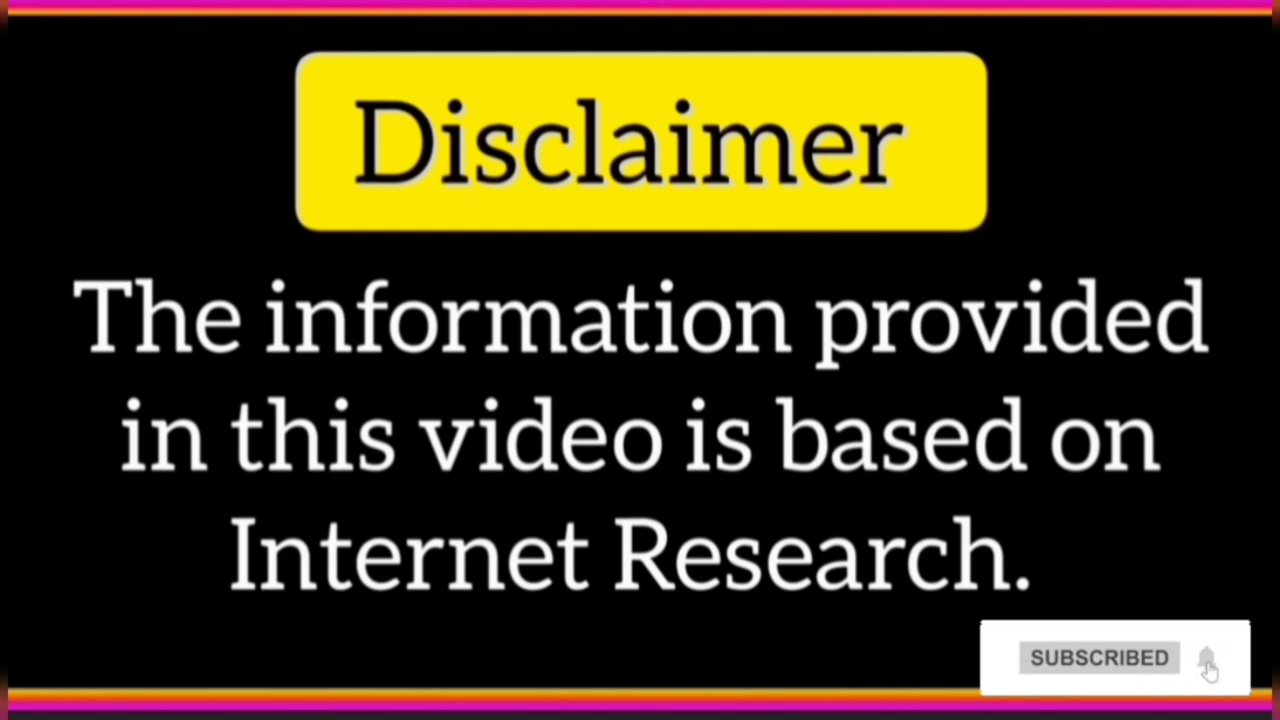 Disclaimer
The information provided
in this video is based on
Internet Research.
SUBSCRIBED